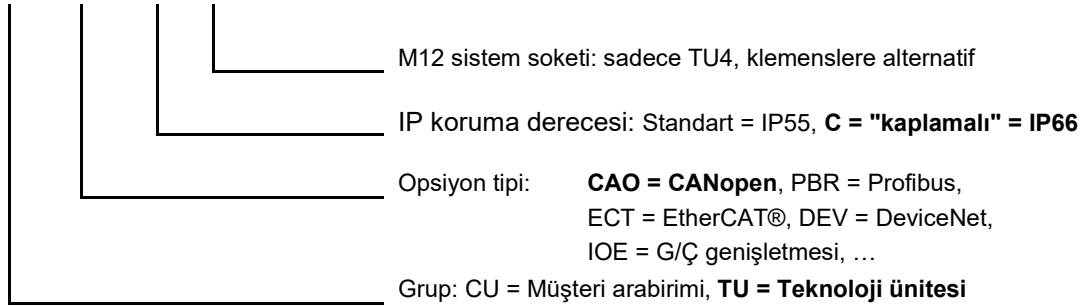 M12 sistem soketi: sadece TU4, klemenslere alternatif
IP koruma derecesi: Standart = IP55, C = "kaplamalı" = IP66
Opsiyon tipi: CAO = CANopen, PBR = Profibus,
ECT = EtherCAT®, DEV = DeviceNet,
IOE = G/Ç genişletmesi, …
Grup: CU = Müşteri arabirimi, TU = Teknoloji ünitesi